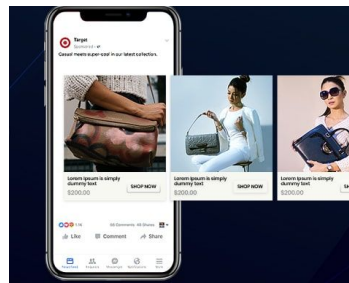 Target
Sponsored
Casual meets super-sized in our latest collection.
Lorem Ipsum is simply
dummy text
$200.00
SHOP NOW
Lorem Ipsum is simply
dummy text
$200.00
SHOP NOW
Lorem Ipsum is simply
dummy text
$200.00
SHOP NOW
Like
Comment
Share